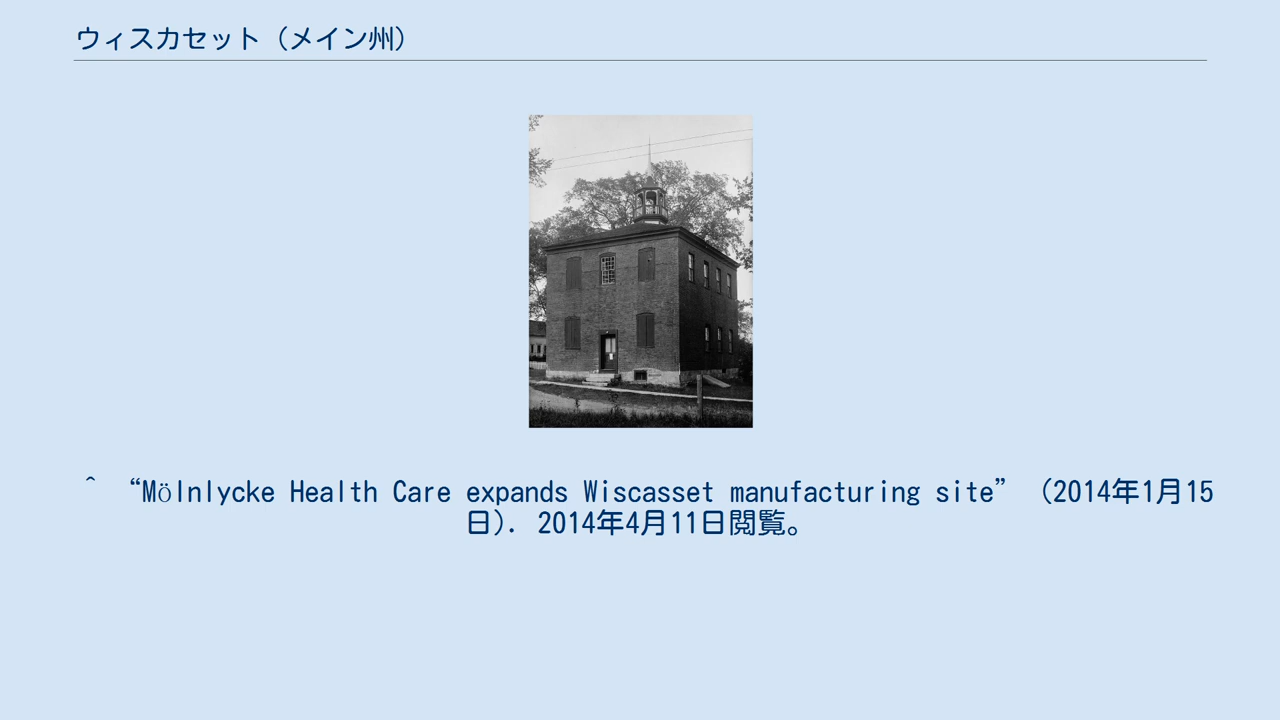 ウィスカセット（メイン州）
^ “Mölnlycke Health Care expands Wiscasset manufacturing site” （2014年1月15
日）. 2014年4月11日閲覧。